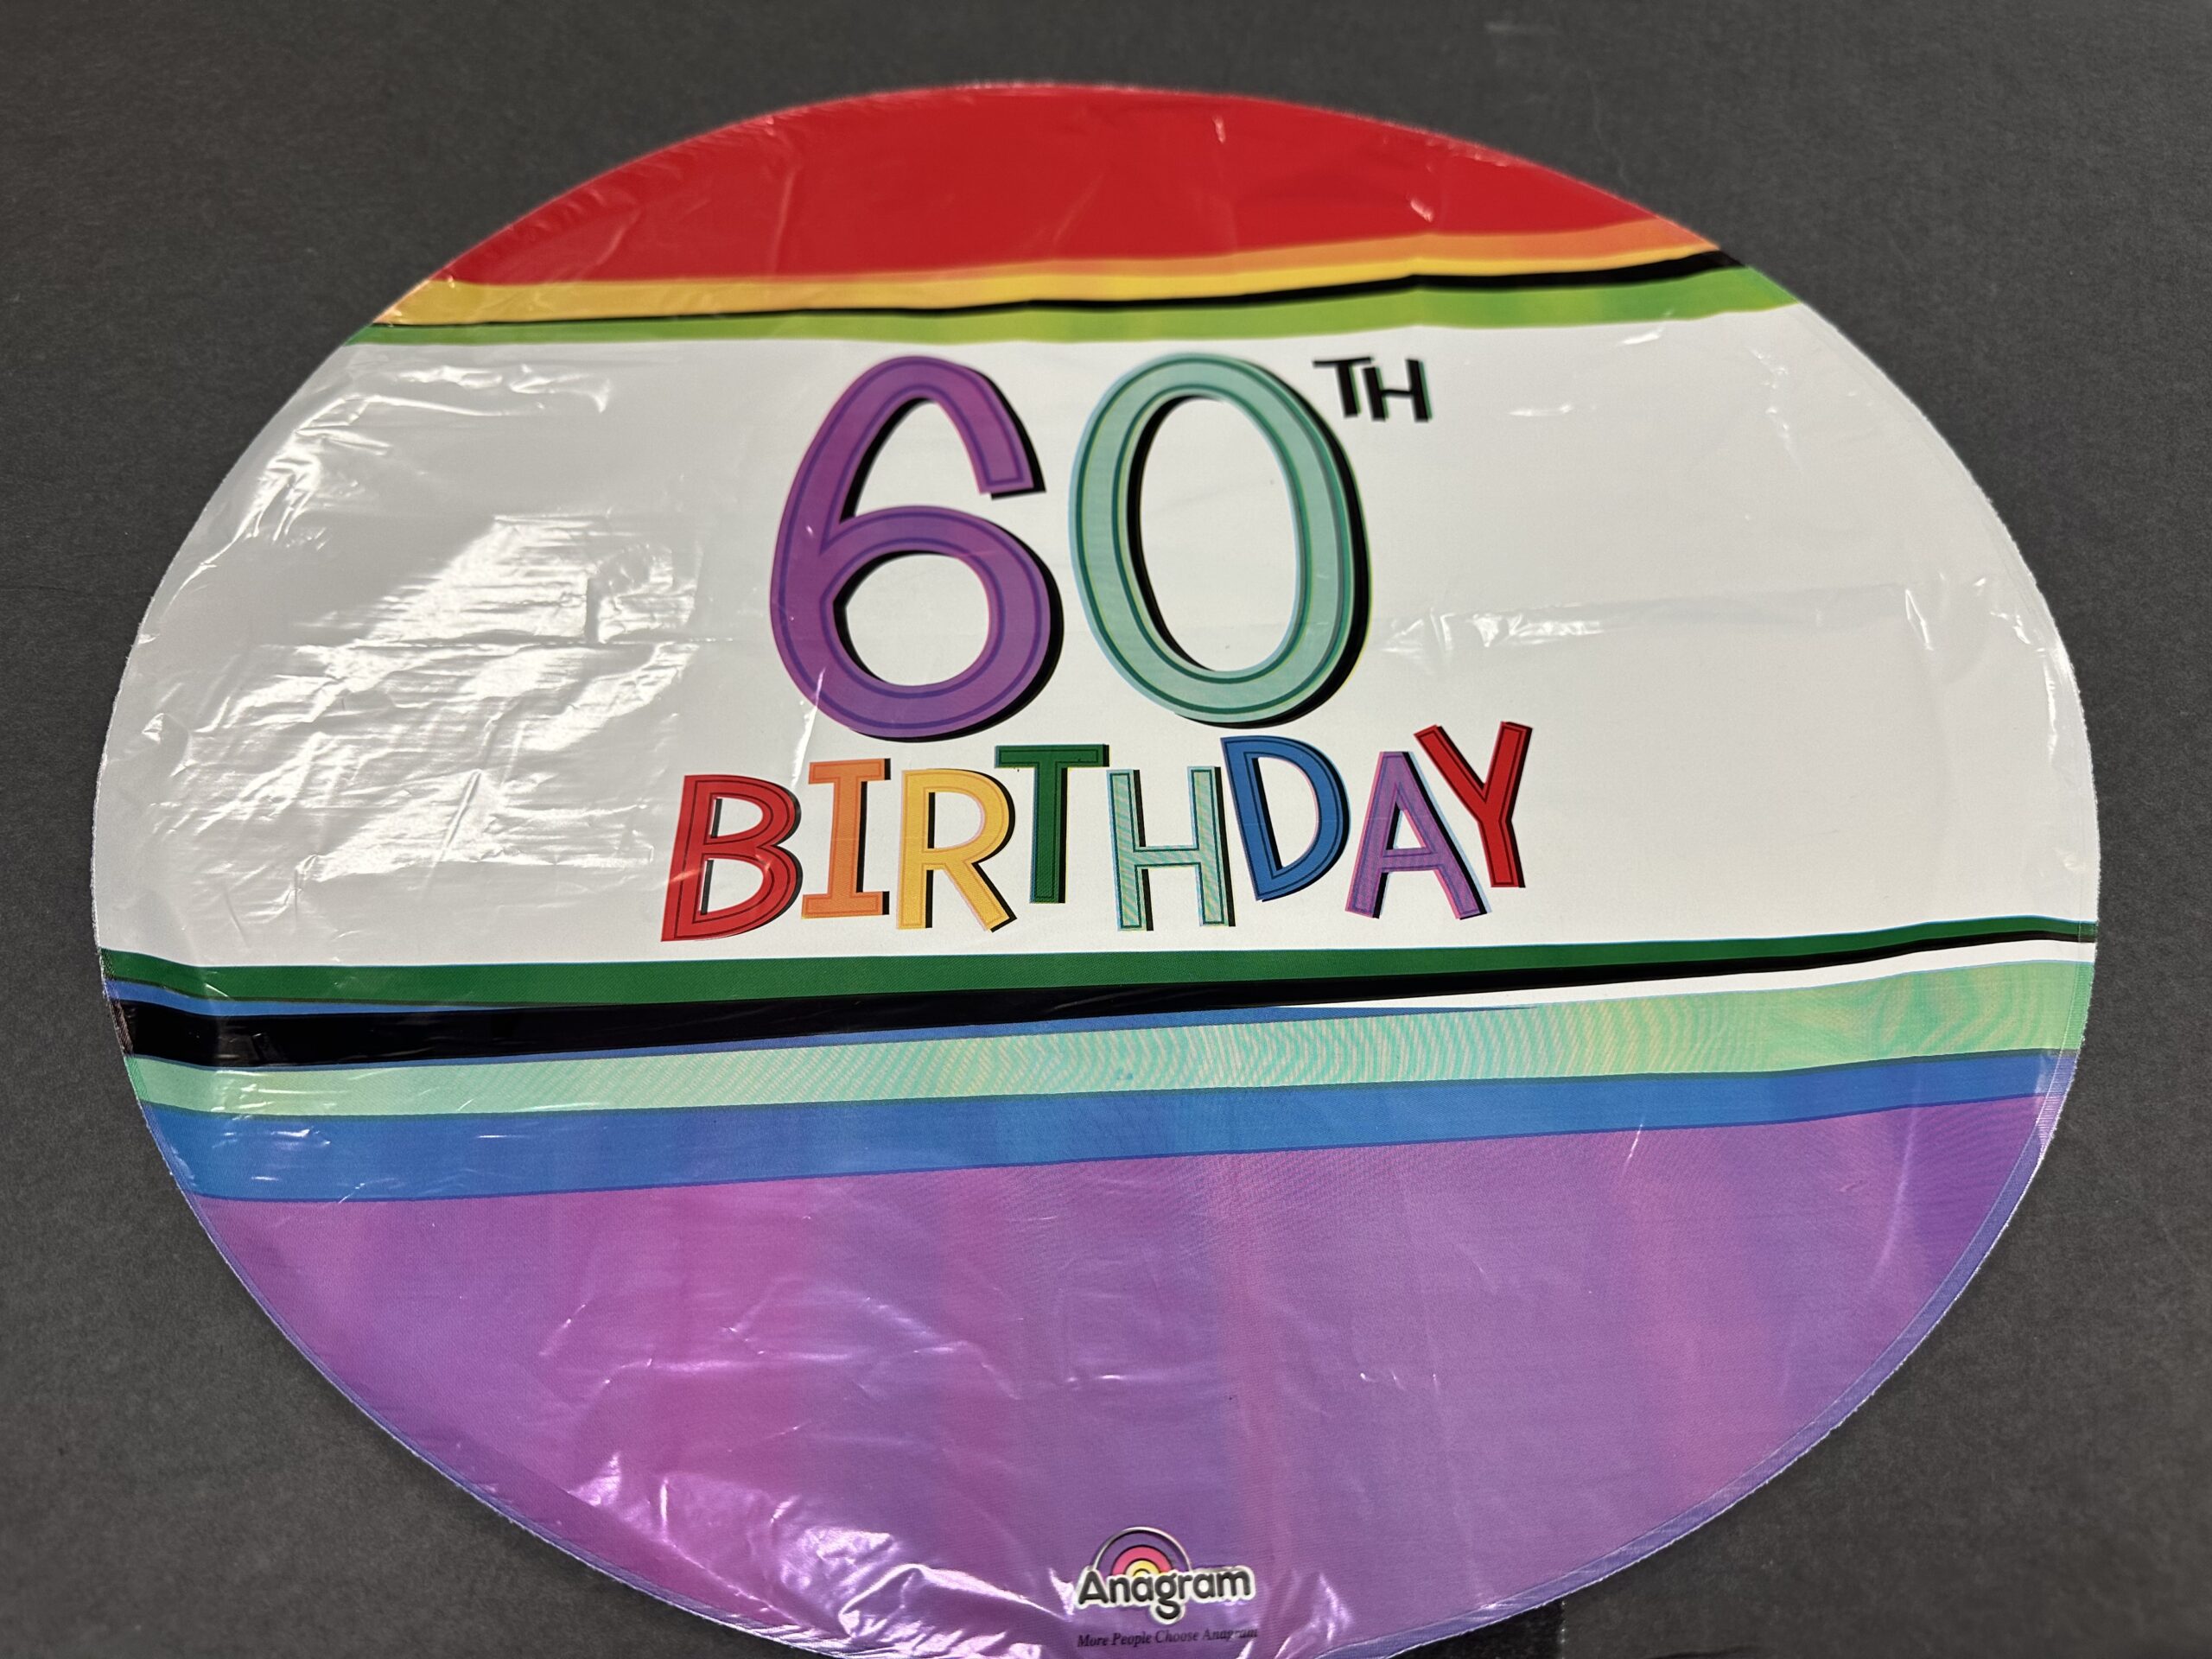 60TH
BIRTHDAY
Anagram
More People Choose Anagram